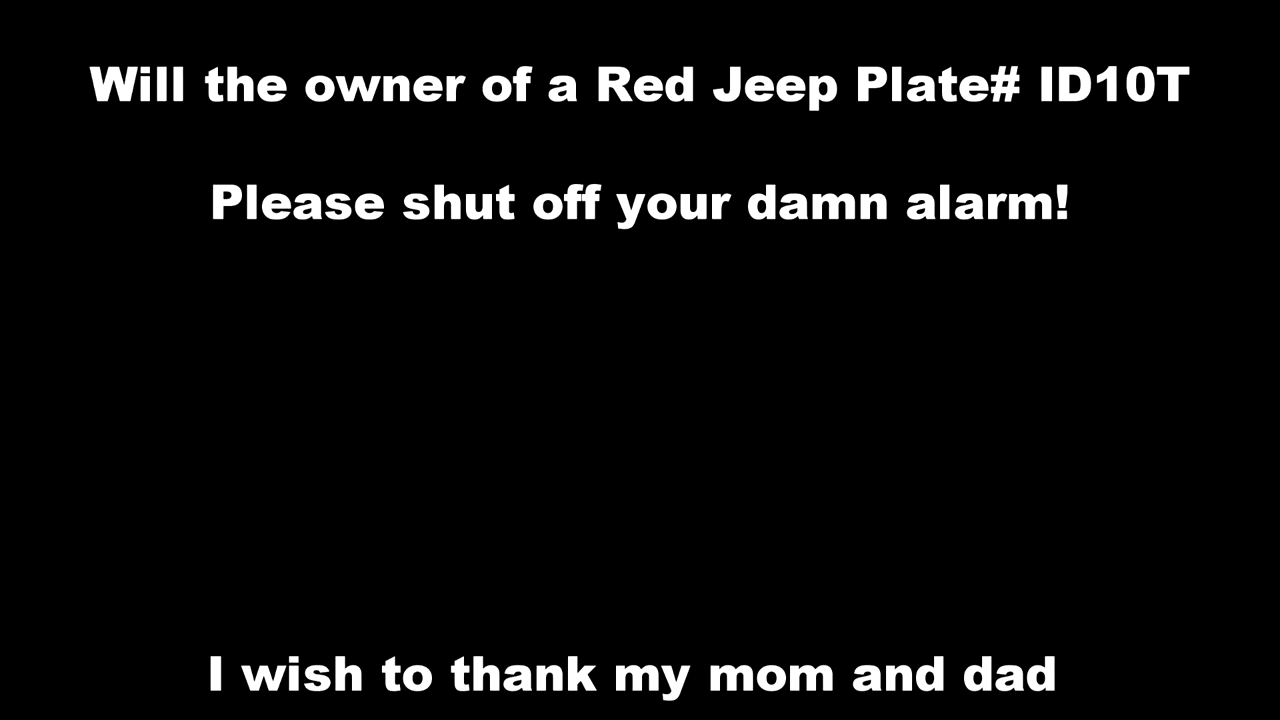 Will the owner of a Red Jeep Plate# ID10T
Please shut off your damn alarm!
I wish to thank my mom and dad